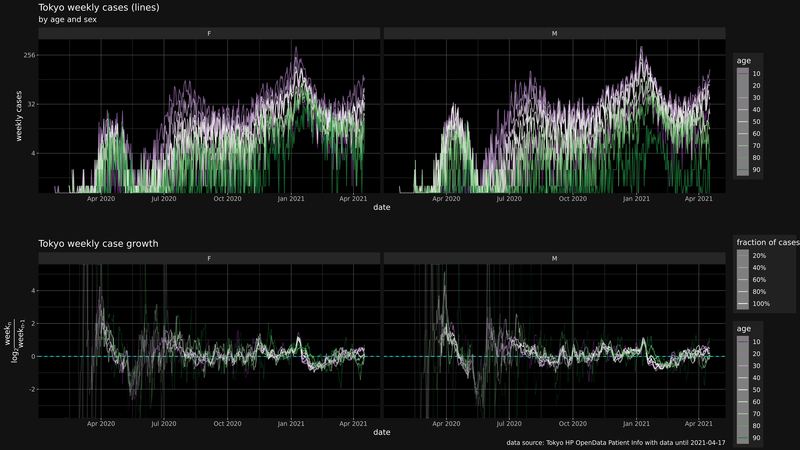 Tokyo weekly cases (lines)
by age and sex
F
M
256
32
4
weekly cases
Apr 2020
Jul 2020
Oct 2020
Jan 2021
Apr 2021
Apr 2020
Jul 2020
Oct 2020
Jan 2021
Apr 2021
date
age
10
20
30
40
50
60
70
80
90
Tokyo weekly case growth
F
M
4
2
0
-2
log₂ weekₙ / weekₙ₋₁
Apr 2020
Jul 2020
Oct 2020
Jan 2021
Apr 2021
Apr 2020
Jul 2020
Oct 2020
Jan 2021
Apr 2021
date
fraction of cases
20%
40%
60%
80%
100%
age
10
20
30
40
50
60
70
80
90
data source: Tokyo HP OpenData Patient Info with data until 2021-04-17